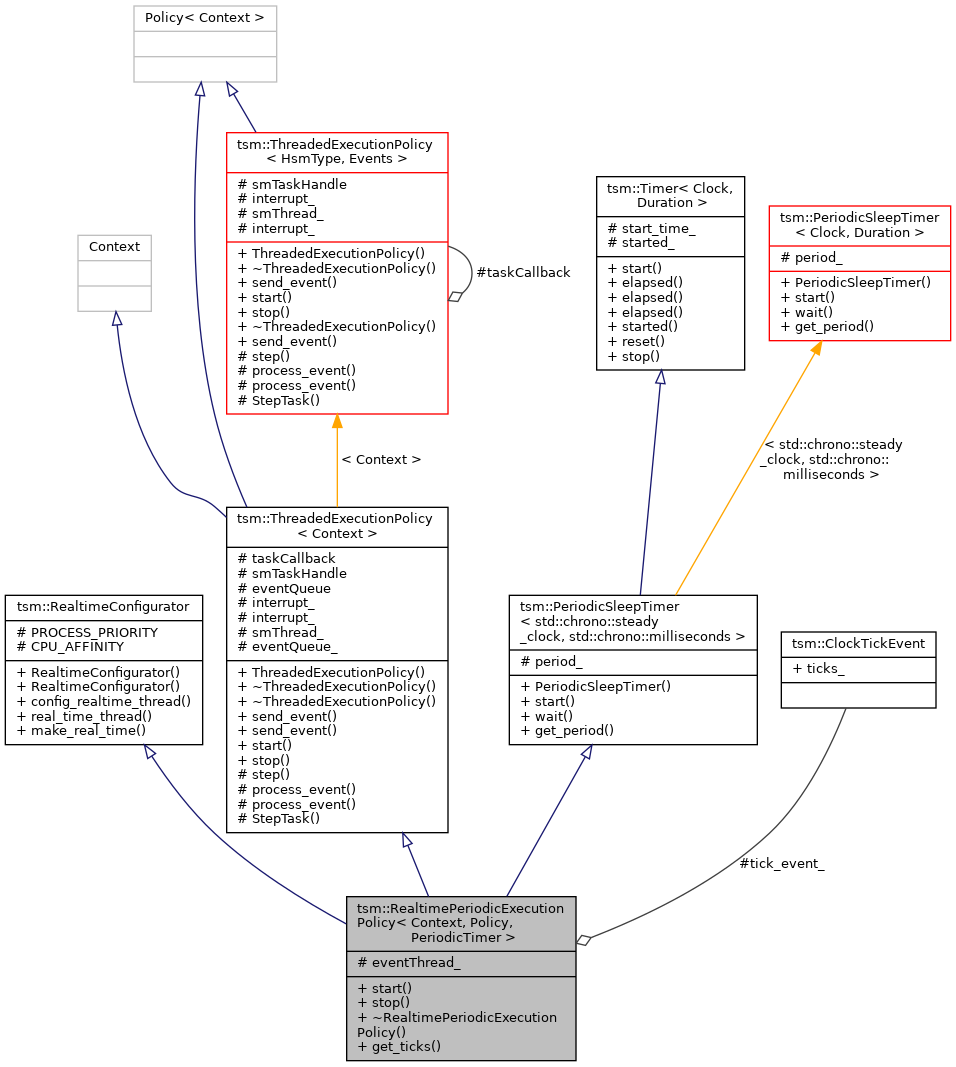 Policy< Context >
tsm::ThreadedExecutionPolicy
< HsmType, Events >
# smTaskHandle
# interrupt_
# smThread_
# interrupt_
+ ThreadedExecutionPolicy()
+ ~ThreadedExecutionPolicy()
+ send_event()
+ start()
+ stop()
+ ~ThreadedExecutionPolicy()
+ send_event()
# step()
# process_event()
# process_event()
# StepTask()
#taskCallback
tsm::Timer< Clock,
Duration >
# start_time_
# started_
+ start()
+ elapsed()
+ elapsed()
+ elapsed()
+ started()
+ reset()
+ stop()
tsm::PeriodicSleepTimer
< Clock, Duration >
# period_
+ PeriodicSleepTimer()
+ start()
+ wait()
+ get_period()
Context
< Context >
< std::chrono::steady
_clock, std::chrono::
milliseconds >
tsm::ThreadedExecutionPolicy
< Context >
# taskCallback
# smTaskHandle
# eventQueue
# interrupt_
# interrupt_
# smThread_
# eventQueue_
+ ThreadedExecutionPolicy()
+ ~ThreadedExecutionPolicy()
+ ~ThreadedExecutionPolicy()
+ send_event()
+ send_event()
+ start()
+ stop()
# step()
# process_event()
# process_event()
# StepTask()
tsm::RealtimeConfigurator
# PROCESS_PRIORITY
# CPU_AFFINITY
+ RealtimeConfigurator()
+ RealtimeConfigurator()
+ config_realtime_thread()
+ real_time_thread()
+ make_real_time()
tsm::PeriodicSleepTimer
< std::chrono::steady
_clock, std::chrono::milliseconds >
# period_
+ PeriodicSleepTimer()
+ start()
+ wait()
+ get_period()
tsm::ClockTickEvent
+ ticks_
#tick_event_
tsm::RealtimePeriodicExecution
Policy< Context, Policy,
PeriodicTimer >
# eventThread_
+ start()
+ stop()
+ ~RealtimePeriodicExecution
Policy()
+ get_ticks()